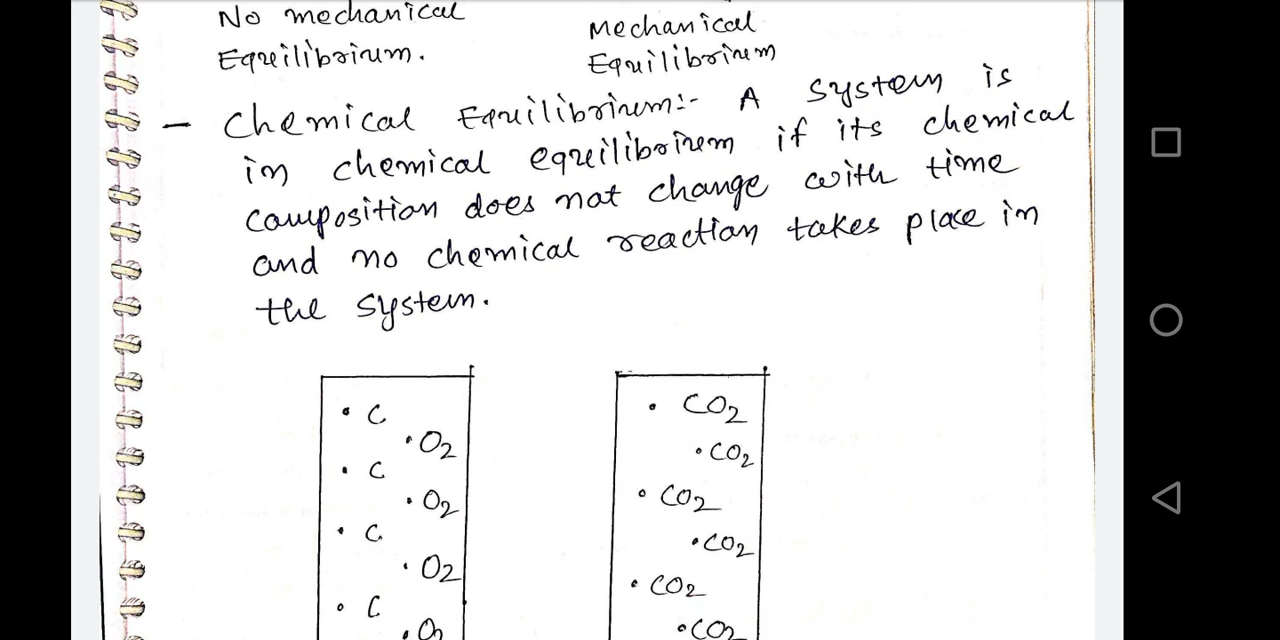 No mechanical
Equilibrium.
Mechanical
Equilibrium
- Chemical Equilibrium:- A system is
in chemical equilibrium if its chemical
composition does not change with time
and no chemical reaction takes place in
the system.
• C
• O2
• C
• O2
• C
• O2
• C
• O2
• CO2
• CO2
• CO2
• CO2
• CO2
• CO2